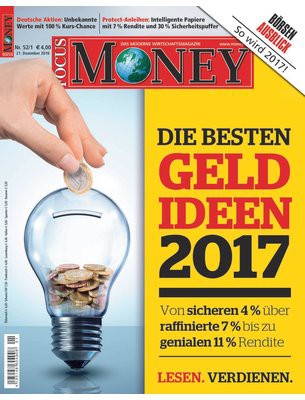 Deutsche Aktien: Unbekannte
Werte mit 100 % Kurs-Chance
Protect-Anleihen: Intelligente Papiere
mit 7 % Rendite und 30 % Sicherheitspuffer
BÖRSEN
AUSBLICK
So wird 2017!
Nr. 52/1 € 4,00
21. Dezember 2016
DAS MODERNE WIRTSCHAFTSMAGAZIN
FOCUS
MONEY
DIE BESTEN
GELD
IDEEN
2017
Von sicheren 4 % über
raffinierte 7 % bis zu
genialen 11 % Rendite
LESEN. VERDIENEN.